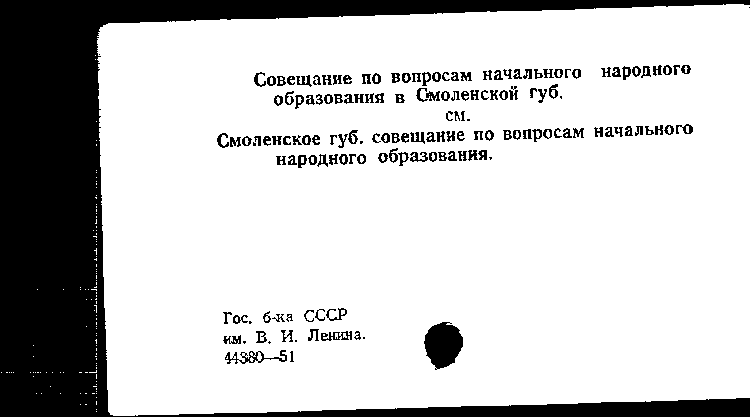 Совещание по вопросам начального народного
образования в Смоленской губ.
см.
Смоленское губ. совещание по вопросам начального
народного образования.
Гос. б-ка СССР
им. В. И. Ленина.
44380—51